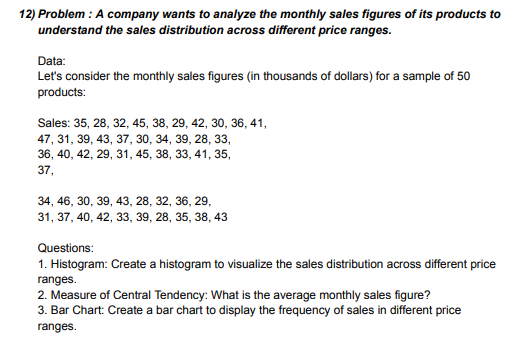 12) Problem : A company wants to analyze the monthly sales figures of its products to
understand the sales distribution across different price ranges.
Data:
Let's consider the monthly sales figures (in thousands of dollars) for a sample of 50
products:
Sales: 35, 28, 32, 45, 38, 29, 42, 30, 36, 41,
47, 31, 39, 43, 37, 30, 34, 39, 28, 33,
36, 40, 42, 29, 31, 45, 38, 33, 41, 35,
37,
34, 46, 30, 39, 43, 28, 32, 36, 29,
31, 37, 40, 42, 33, 39, 28, 35, 38, 43
Questions:
1. Histogram: Create a histogram to visualize the sales distribution across different price
ranges.
2. Measure of Central Tendency: What is the average monthly sales figure?
3. Bar Chart: Create a bar chart to display the frequency of sales in different price
ranges.